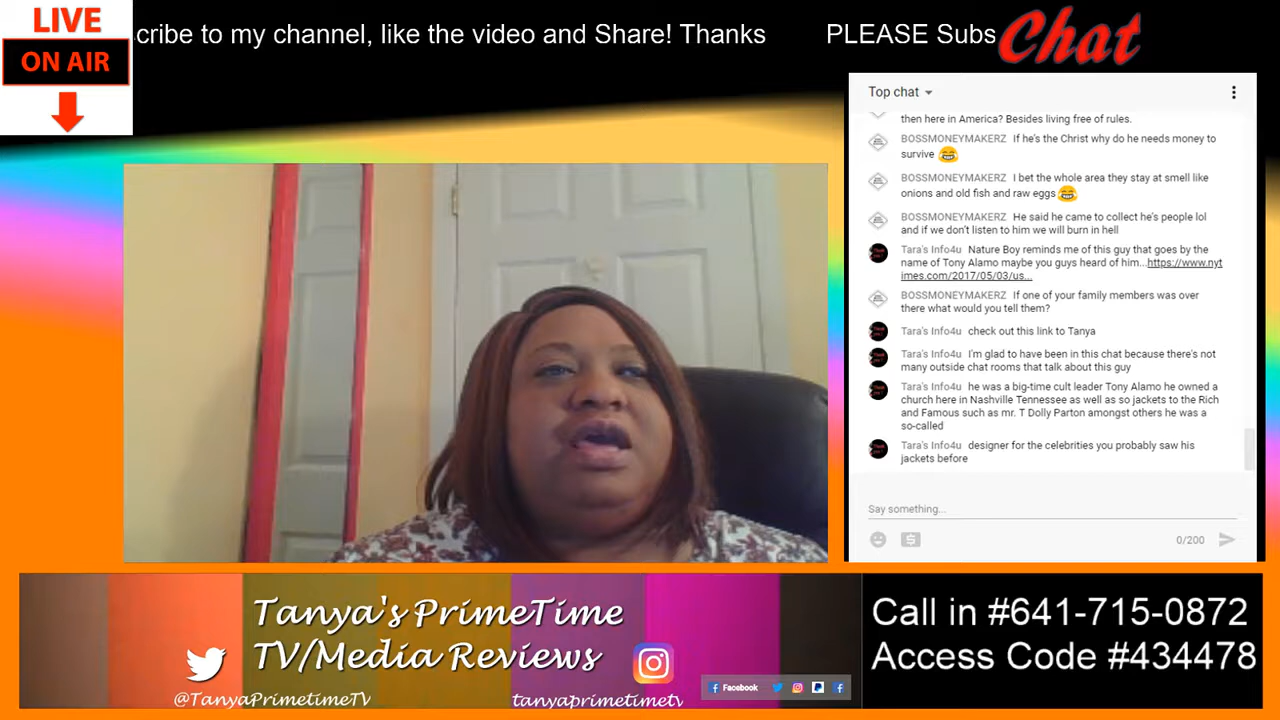 LIVE
ON AIR
cribe to my channel, like the video and Share! Thanks
PLEASE Subs
Chat
Top chat
then here in America? Besides living free of rules.
BOSSMONEYMAKERZ If he's the Christ why do he needs money to
survive 😂
BOSSMONEYMAKERZ I bet the whole area they stay at smell like
onions and old fish and raw eggs 😂
BOSSMONEYMAKERZ He said he came to collect he's people lol
and if we don't listen to him we will burn in hell
Tara's Info4u Nature Boy reminds me of this guy that goes by the
name of Tony Alamo maybe you guys heard of him...https://www.nyt
imes.com/2017/05/03/us...
BOSSMONEYMAKERZ If one of your family members was over
there what would you tell them?
Tara's Info4u check out this link to Tanya
Tara's Info4u I'm glad to have been in this chat because there's not
many outside chat rooms that talk about this guy
Tara's Info4u he was a big-time cult leader Tony Alamo he owned a
church here in Nashville Tennessee as well as so jackets to the Rich
and Famous such as mr. T Dolly Parton amongst others he was a
so-called
Tara's Info4u designer for the celebrities you probably saw his
jackets before
Say something...
0/200
Tanya's PrimeTime
TV/Media Reviews
@TanyaPrimetimeTV
tanyaprimetimetv
Facebook
Call in #641-715-0872
Access Code #434478